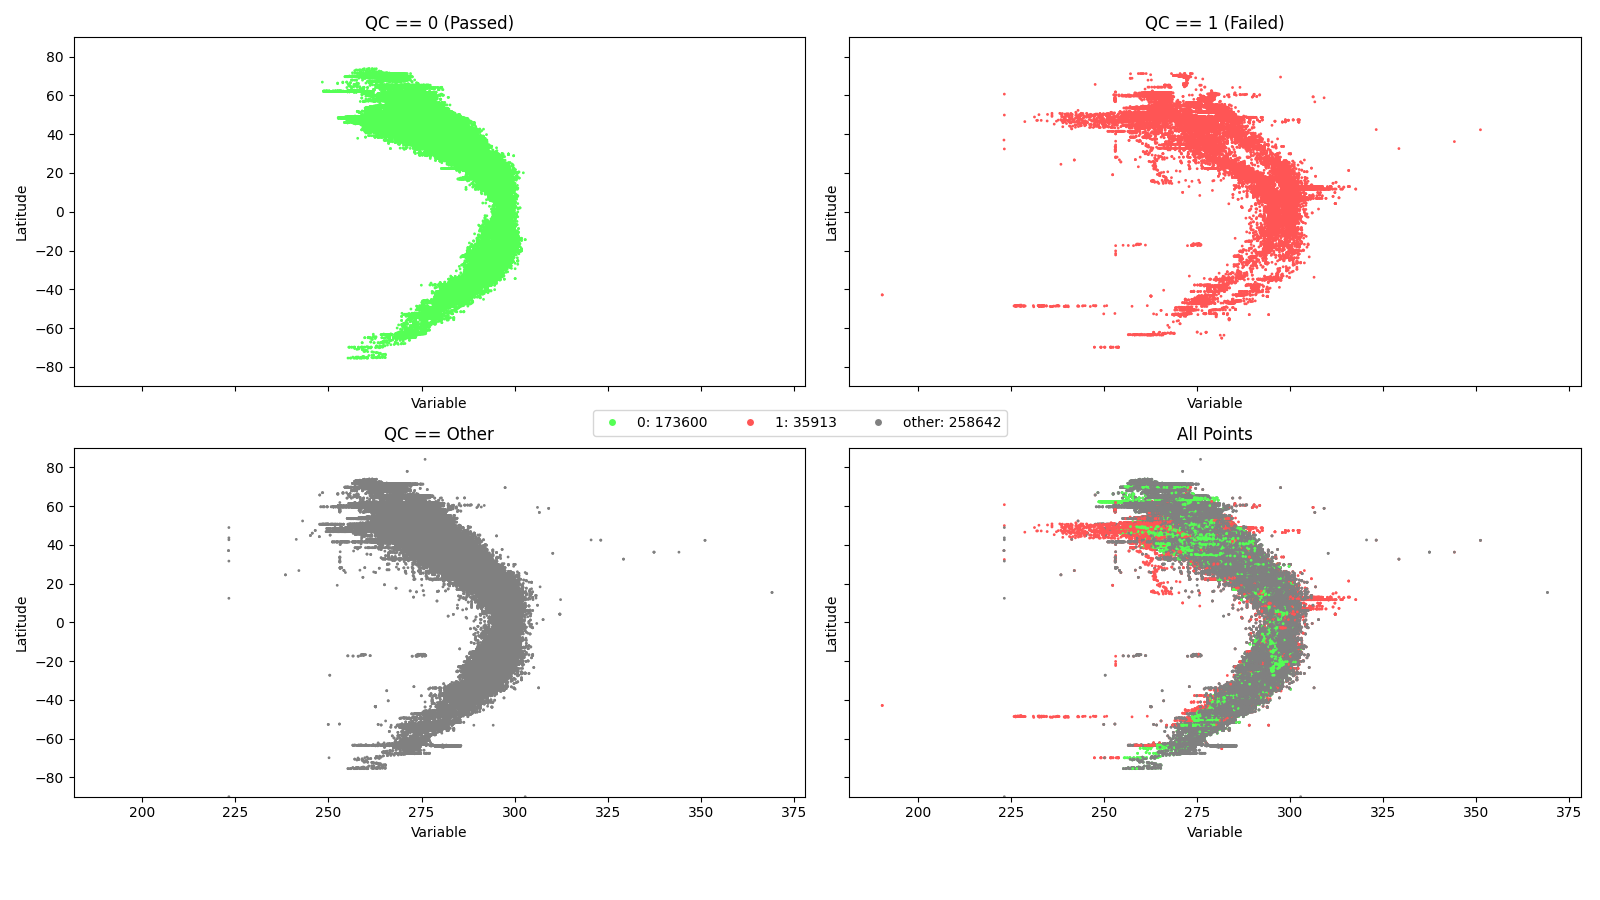 QC == 0 (Passed)
QC == 1 (Failed)
80
60
40
20
0
−20
−40
−60
−80
Latitude
Latitude
Variable
Variable
0: 173600
1: 35913
other: 258642
QC == Other
All Points
80
60
40
20
0
−20
−40
−60
−80
Latitude
Latitude
200
225
250
275
300
325
350
375
200
225
250
275
300
325
350
375
Variable
Variable